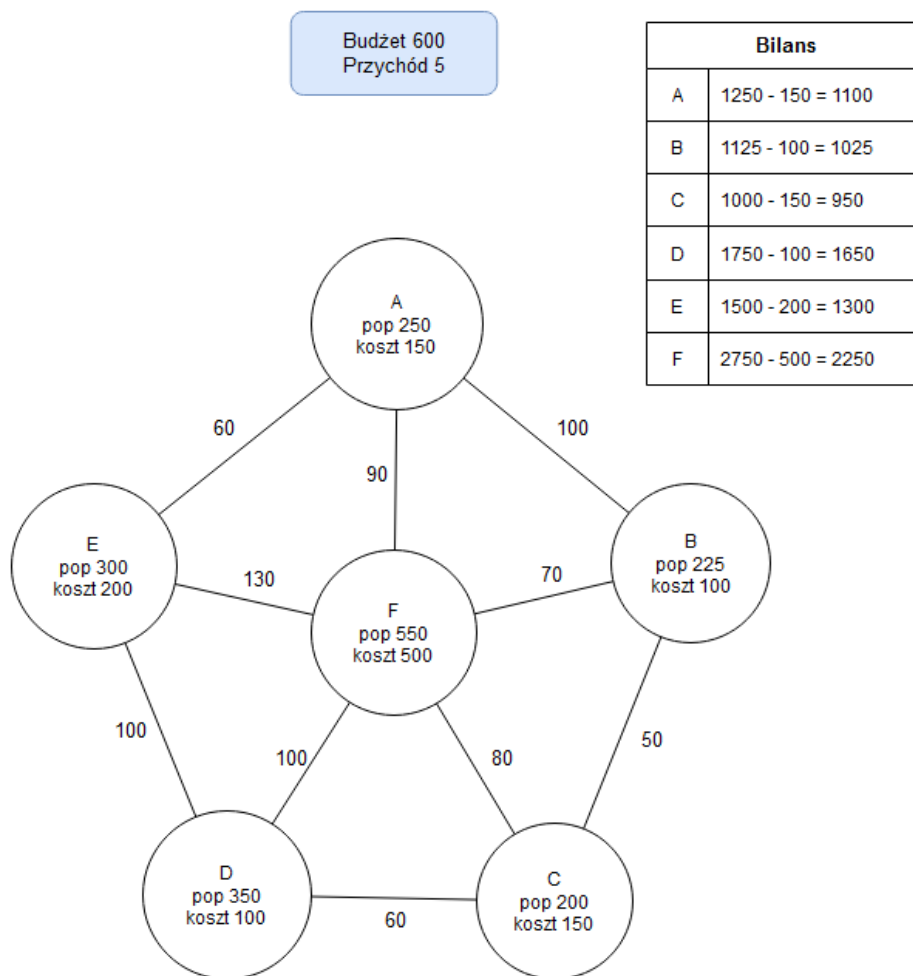 Budżet 600
Przychód 5
Bilans
A 1250 - 150 = 1100
B 1125 - 100 = 1025
C 1000 - 150 = 950
D 1750 - 100 = 1650
E 1500 - 200 = 1300
F 2750 - 500 = 2250
A
pop 250
koszt 150
60
100
90
E
pop 300
koszt 200
B
pop 225
koszt 100
130
70
F
pop 550
koszt 500
100
100
80
50
D
pop 350
koszt 100
C
pop 200
koszt 150
60